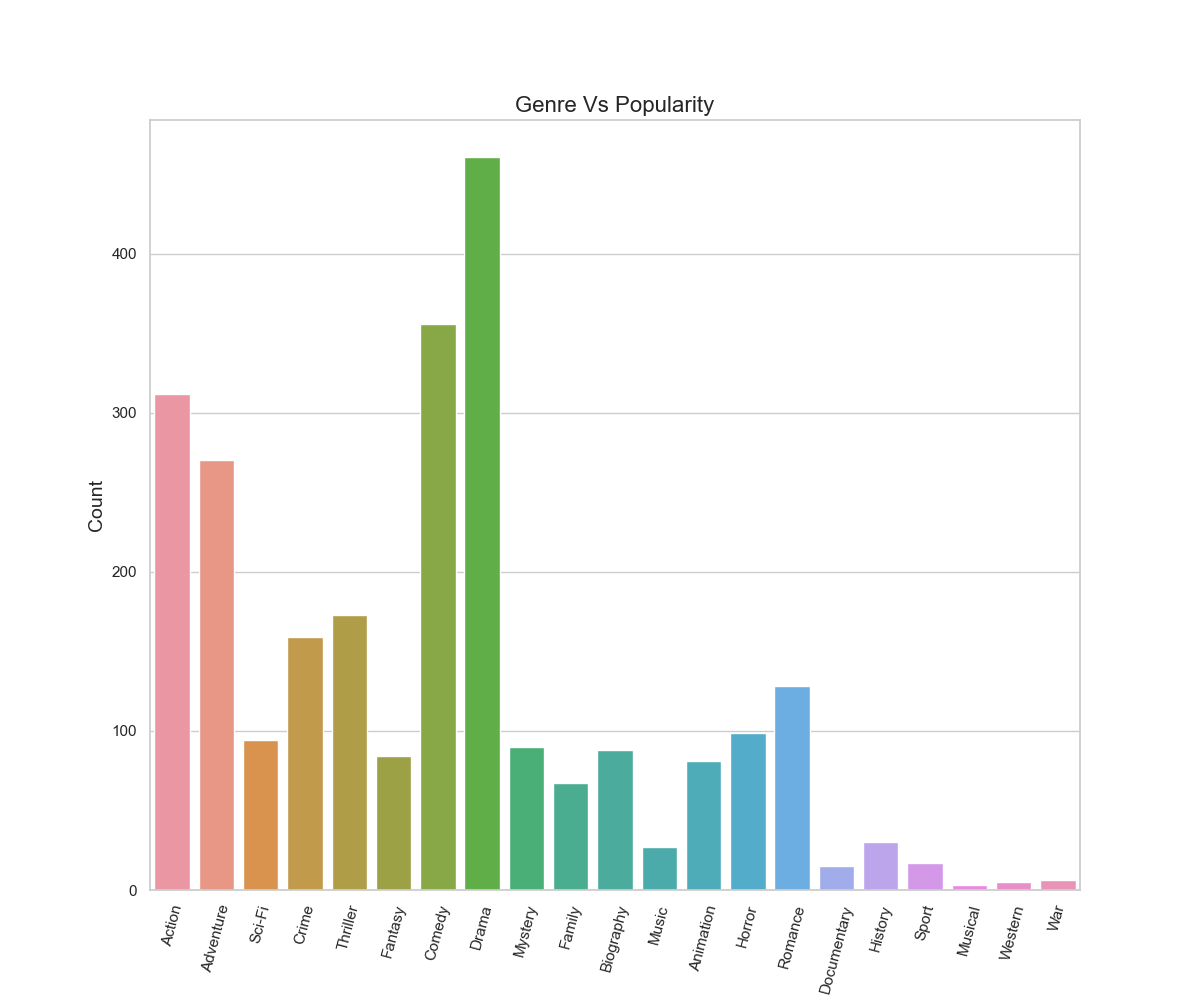 Genre Vs Popularity
400
300
200
100
0
Count
Action
Adventure
Sci-Fi
Crime
Thriller
Fantasy
Comedy
Drama
Mystery
Family
Biography
Music
Animation
Horror
Romance
Documentary
History
Sport
Musical
Western
War